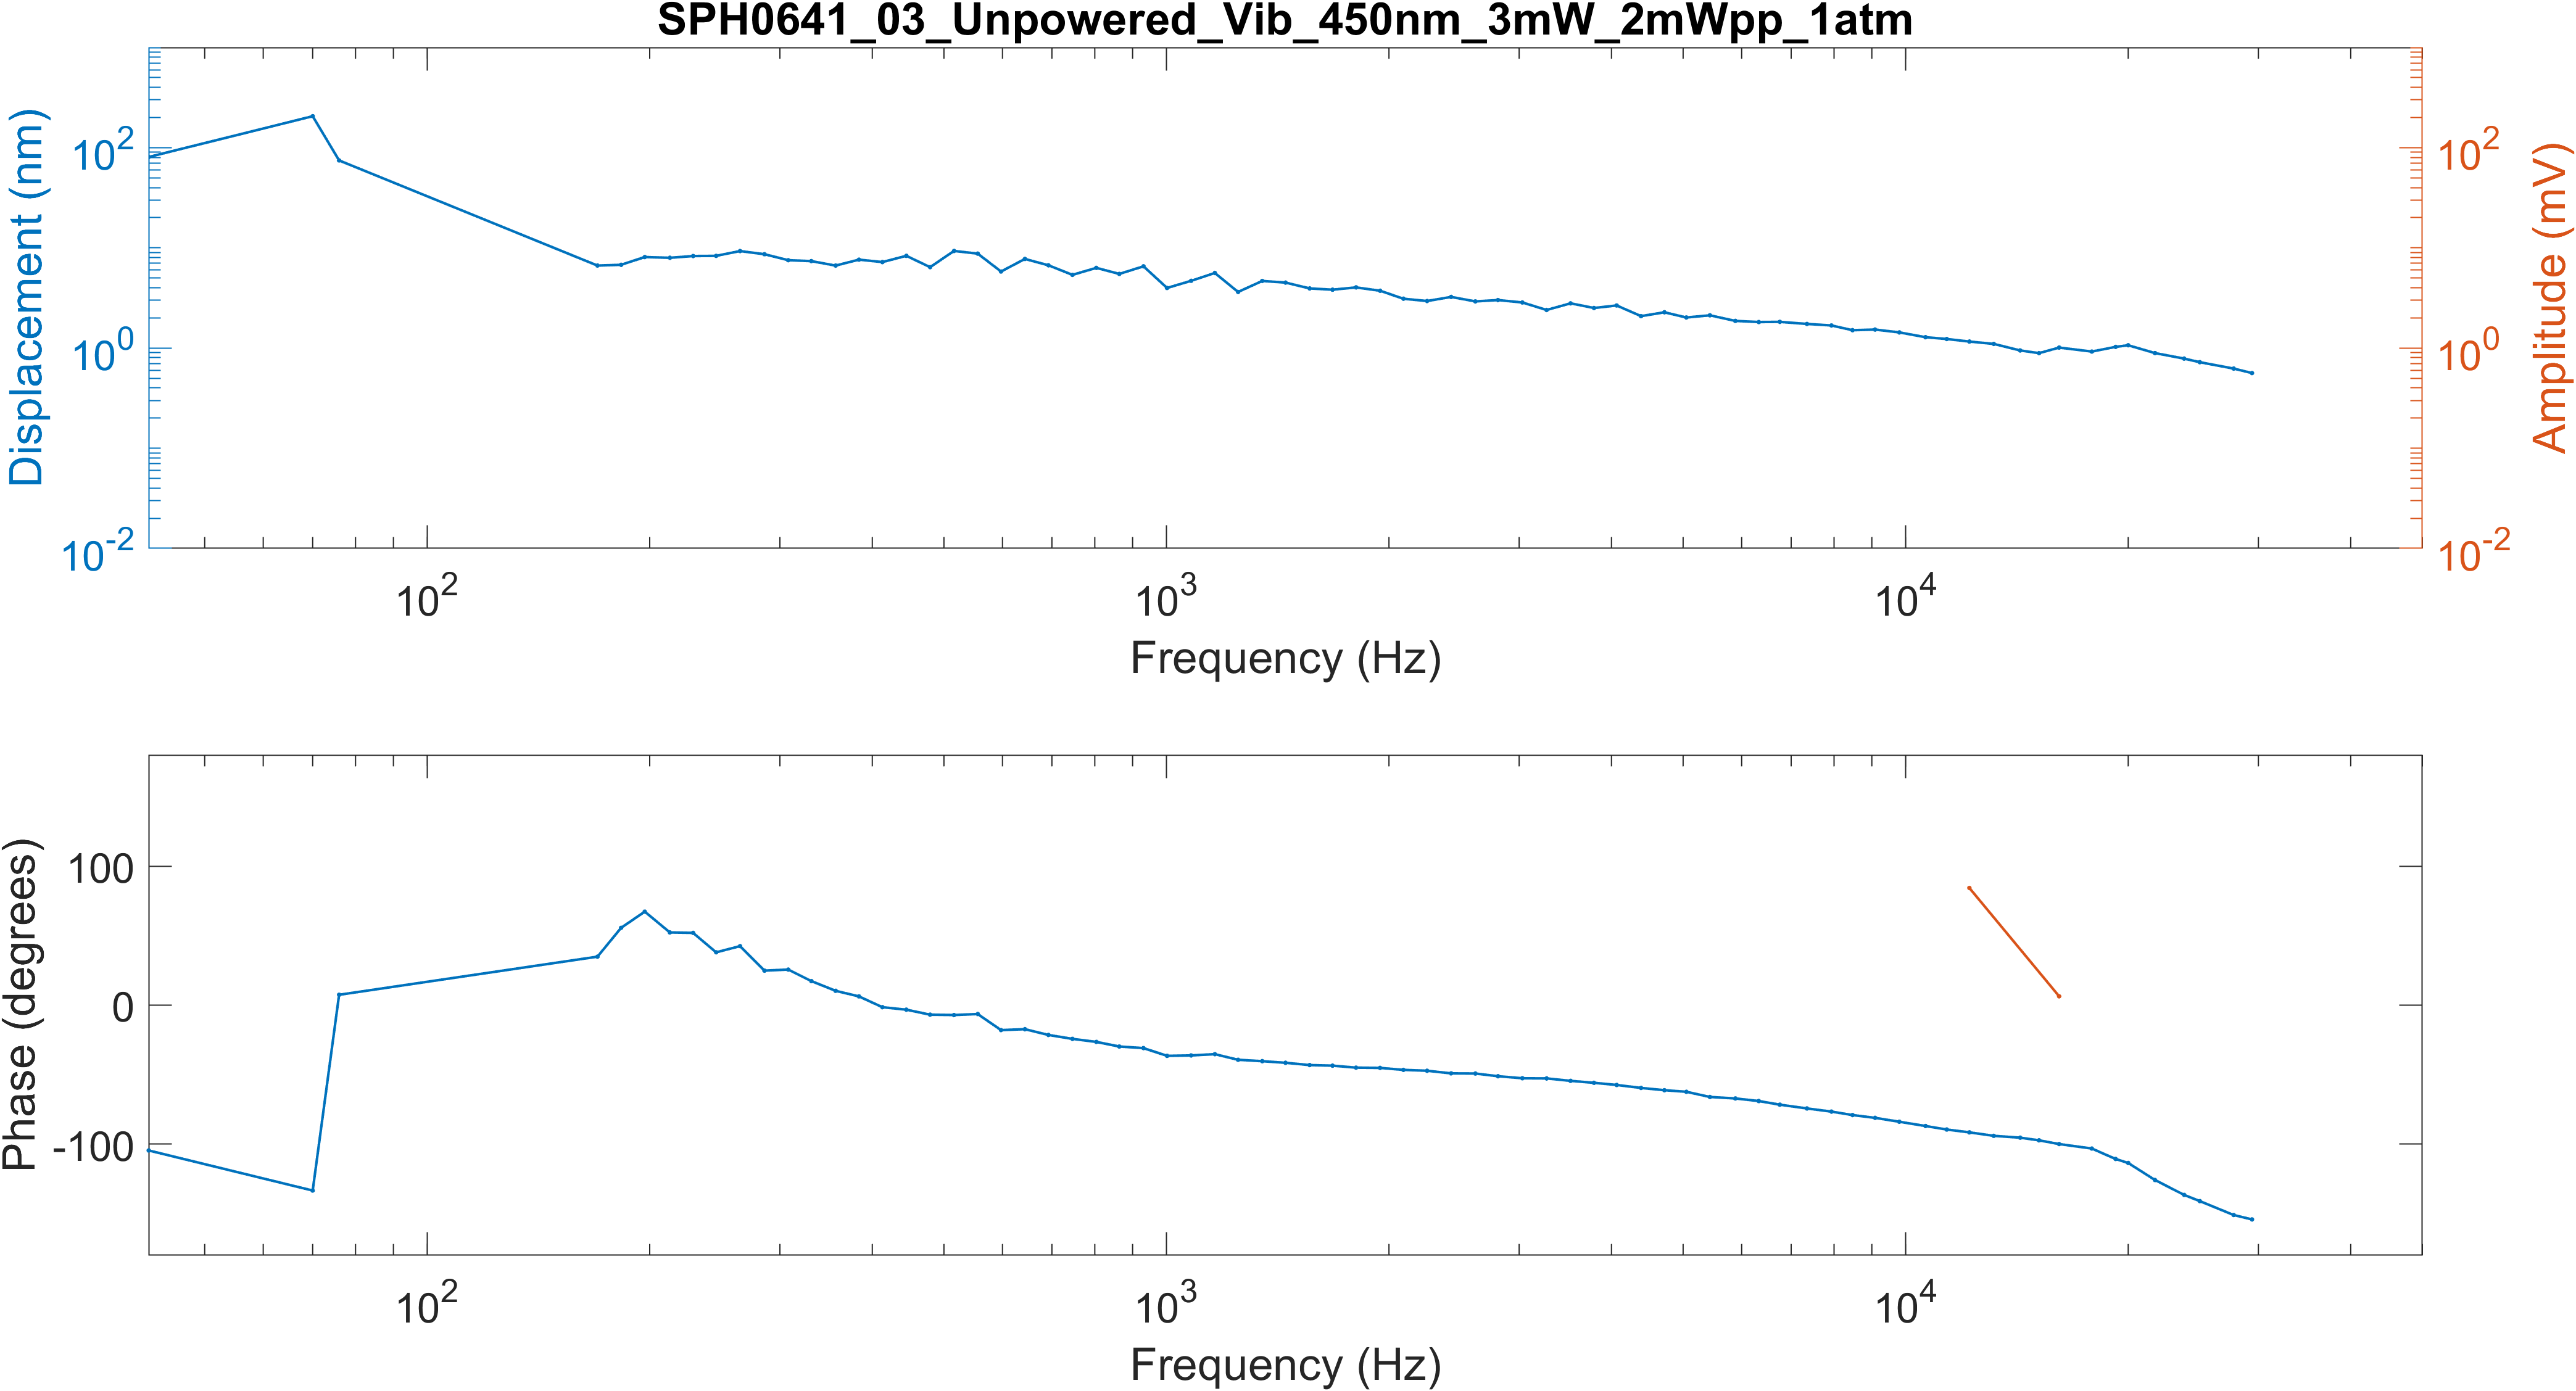 SPH0641_03_Unpowered_Vib_450nm_3mW_2mWpp_1atm
Displacement (nm)
10^2
10^0
10^-2
Amplitude (mV)
10^2
10^0
10^-2
10^2 10^3 10^4
Frequency (Hz)
Phase (degrees)
100
0
-100
10^2 10^3 10^4
Frequency (Hz)